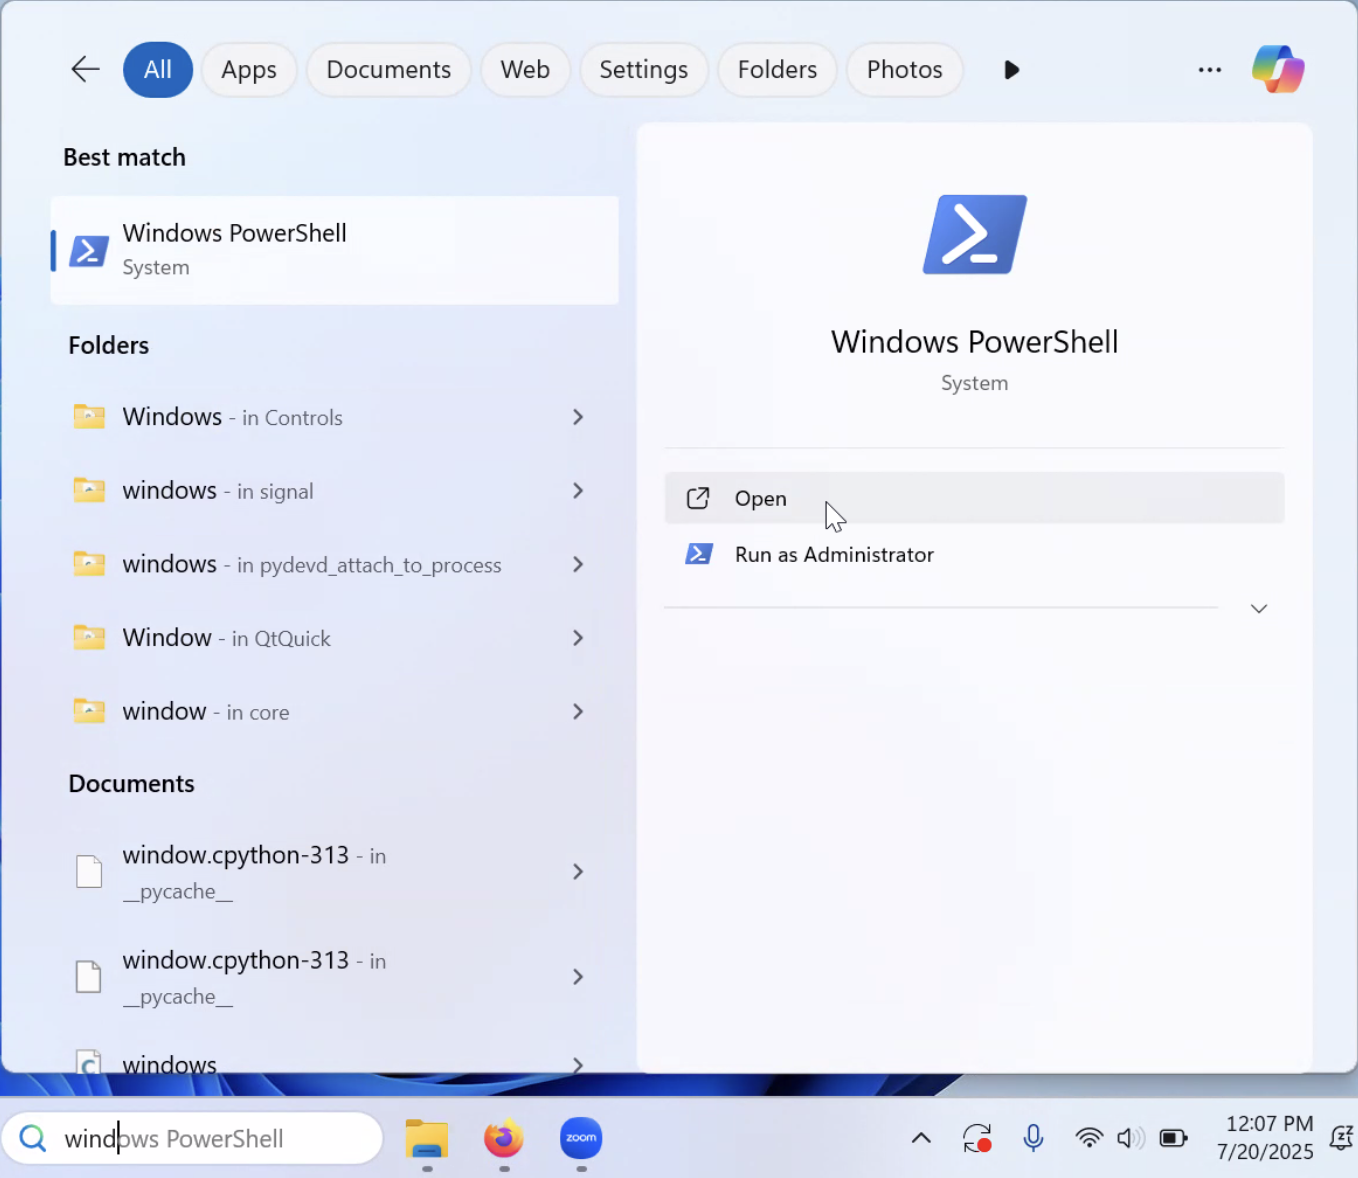 All Apps Documents Web Settings Folders Photos
Best match
Windows PowerShell
System
Folders
Windows - in Controls
windows - in signal
windows - in pydevd_attach_to_process
Window - in QtQuick
window - in core
Documents
window.cpython-313 - in
__pycache__
window.cpython-313 - in
__pycache__
windows
Windows PowerShell
System
Open
Run as Administrator
windows PowerShell
zoom
12:07 PM
7/20/2025